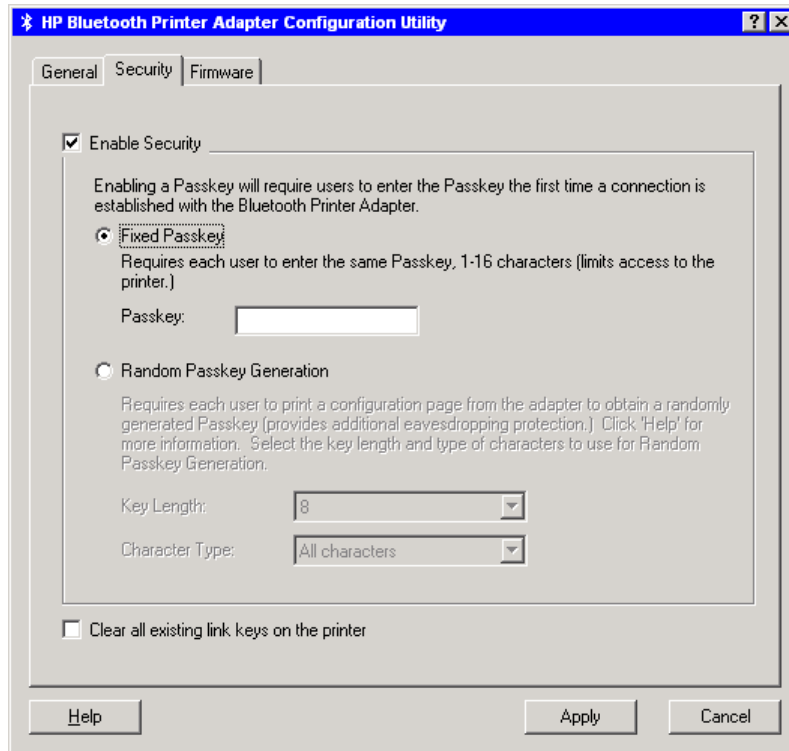 HP Bluetooth Printer Adapter Configuration Utility
General Security Firmware
Enable Security
Enabling a Passkey will require users to enter the Passkey the first time a connection is
established with the Bluetooth Printer Adapter.
Fixed Passkey
Requires each user to enter the same Passkey, 1-16 characters (limits access to the
printer.)
Passkey:
Random Passkey Generation
Requires each user to print a configuration page from the adapter to obtain a randomly
generated Passkey (provides additional eavesdropping protection.) Click 'Help' for
more information. Select the key length and type of characters to use for Random
Passkey Generation.
Key Length: 8
Character Type: All characters
Clear all existing link keys on the printer
Help Apply Cancel